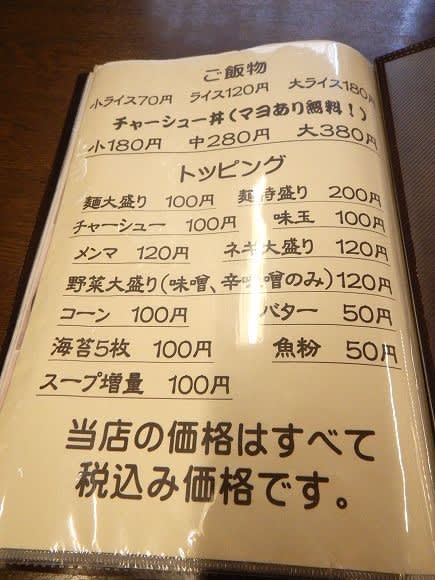 ご飯物
小ライス70円 ライス120円 大ライス180円
チャーシュー丼(マヨあり無料!)
小180円 中280円 大380円
トッピング
麺大盛り 100円 麺特盛り 200円
チャーシュー 100円 味玉 100円
メンマ 120円 ネギ大盛り 120円
野菜大盛り(味噌、辛味噌のみ)120円
コーン 100円 バター 50円
海苔5枚 100円 魚粉 50円
スープ増量 100円
当店の価格はすべて
税込み価格です。